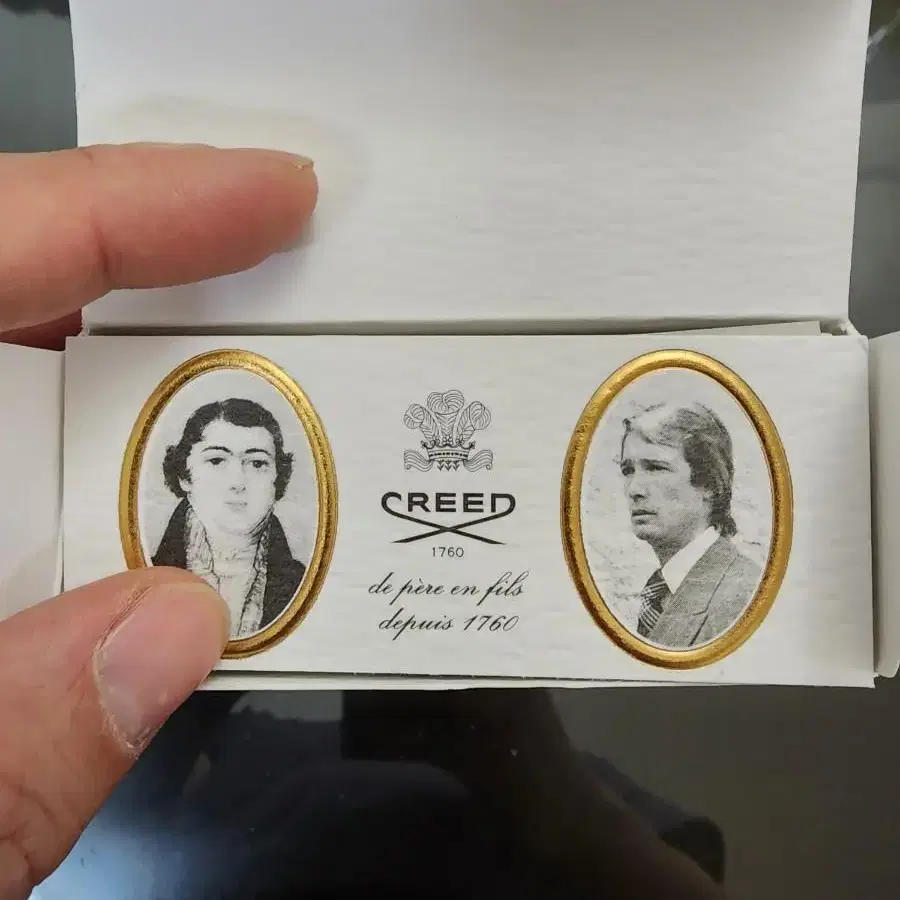 CREED
1760
de père en fils
depuis 1760